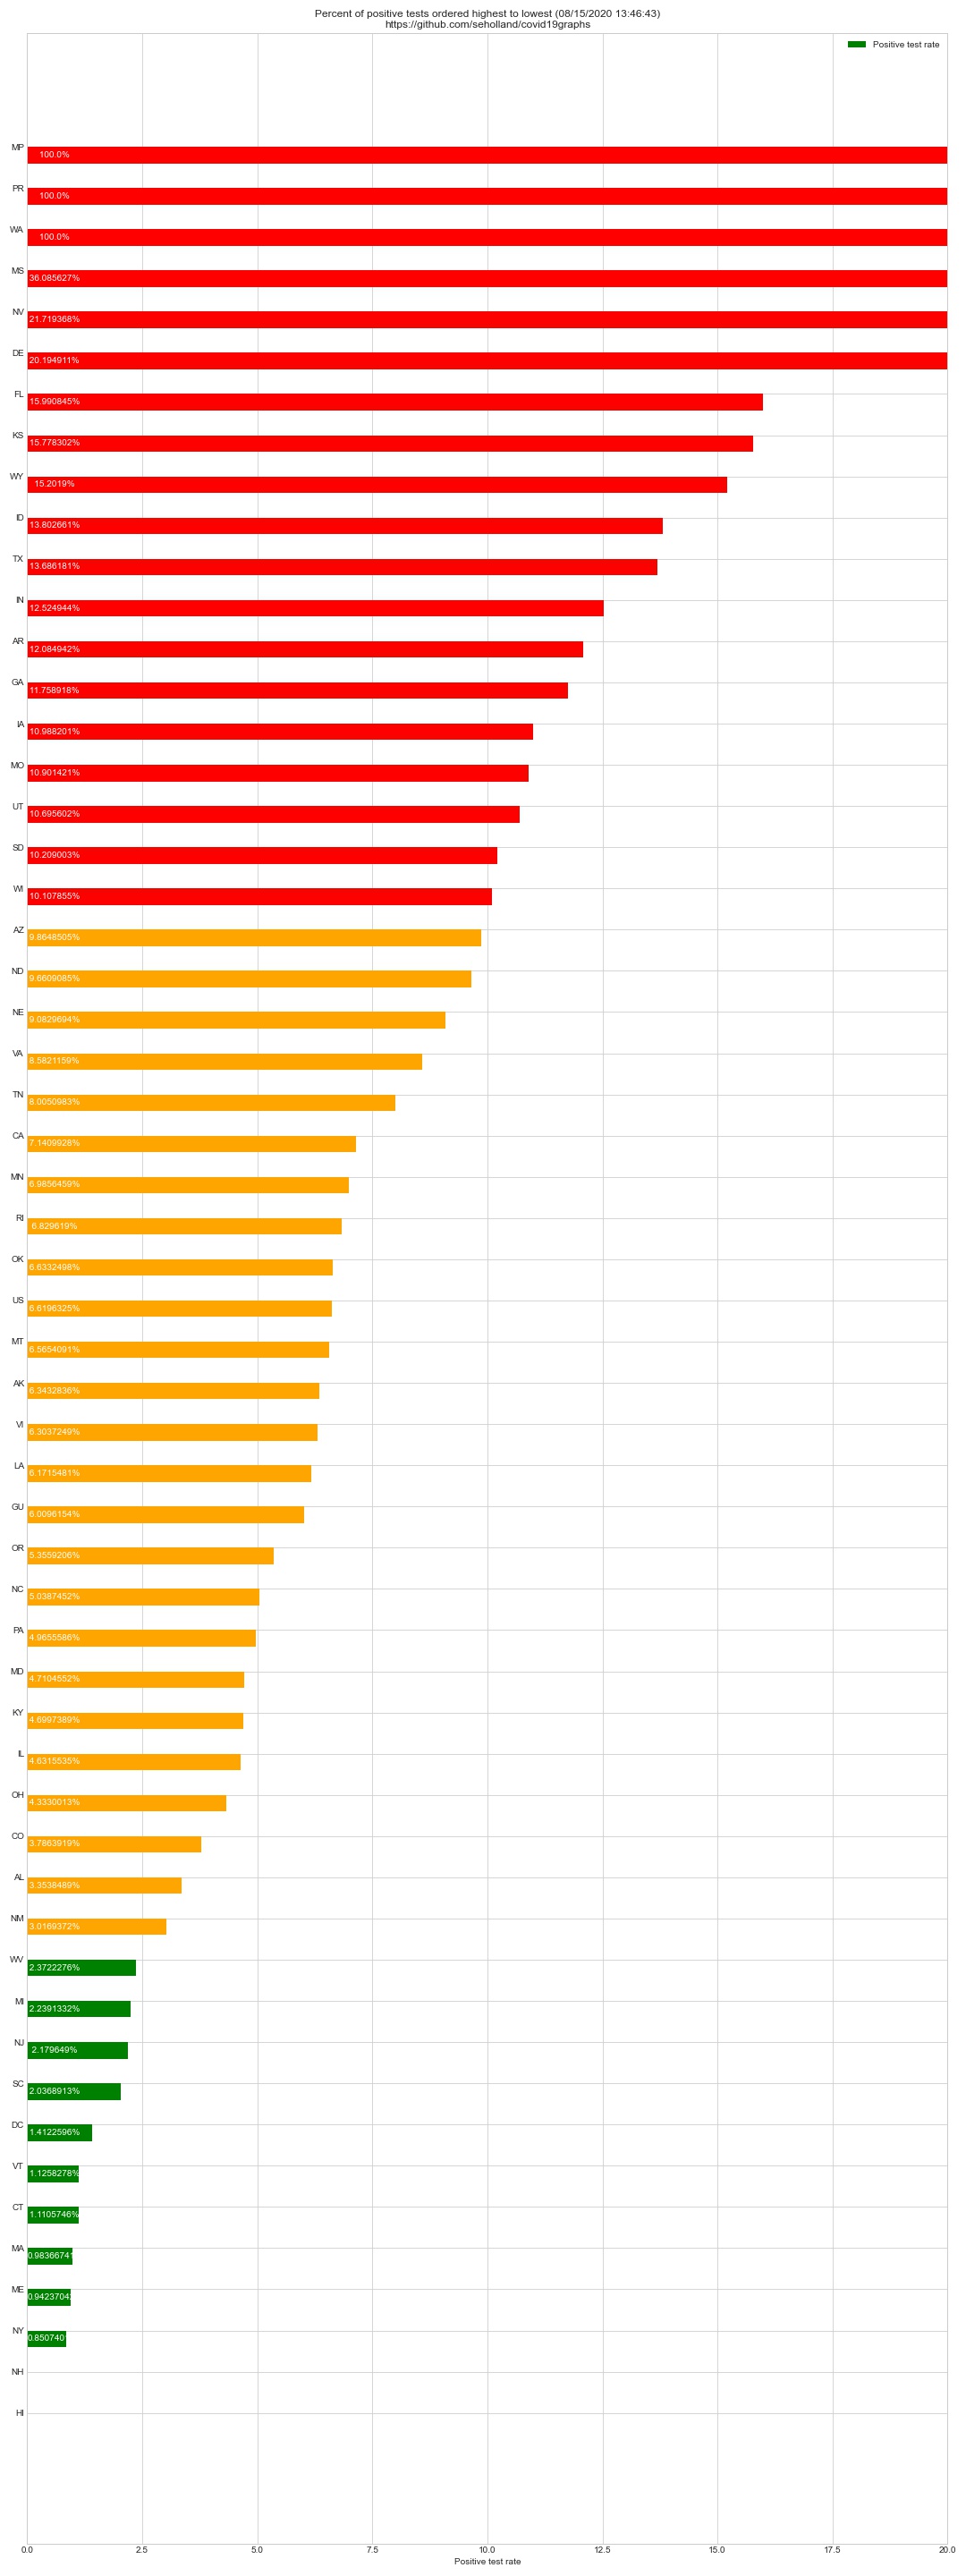 Percent of positive tests ordered highest to lowest (08/15/2020 13:46:43)
https://github.com/seholland/covid19graphs
Positive test rate
MP 100.0%
PR 100.0%
WA 100.0%
MS 36.085627%
NV 21.719368%
DE 20.194911%
FL 15.990845%
KS 15.778302%
WY 15.2019%
ID 13.802661%
TX 13.686181%
IN 12.524944%
AR 12.084942%
GA 11.758918%
IA 10.988201%
MO 10.901421%
UT 10.695602%
SD 10.209003%
WI 10.107855%
AZ 9.8648505%
ND 9.6609085%
NE 9.0829694%
VA 8.5821159%
TN 8.0050983%
CA 7.1409928%
MN 6.9856459%
RI 6.829619%
OK 6.6332498%
US 6.6196325%
MT 6.5654091%
AK 6.3432836%
VI 6.3037249%
LA 6.1715481%
GU 6.0096154%
OR 5.3559206%
NC 5.0387452%
PA 4.9655586%
MD 4.7104552%
KY 4.6997389%
IL 4.6315535%
OH 4.3330013%
CO 3.7863919%
AL 3.3538489%
NM 3.0169372%
WV 2.3722276%
MI 2.2391332%
NJ 2.179649%
SC 2.0368913%
DC 1.4122596%
VT 1.1258278%
CT 1.1105746%
MA 0.9836674
ME 0.9423704
NY 0.850740
NH
HI
0.0 2.5 5.0 7.5 10.0 12.5 15.0 17.5 20.0
Positive test rate